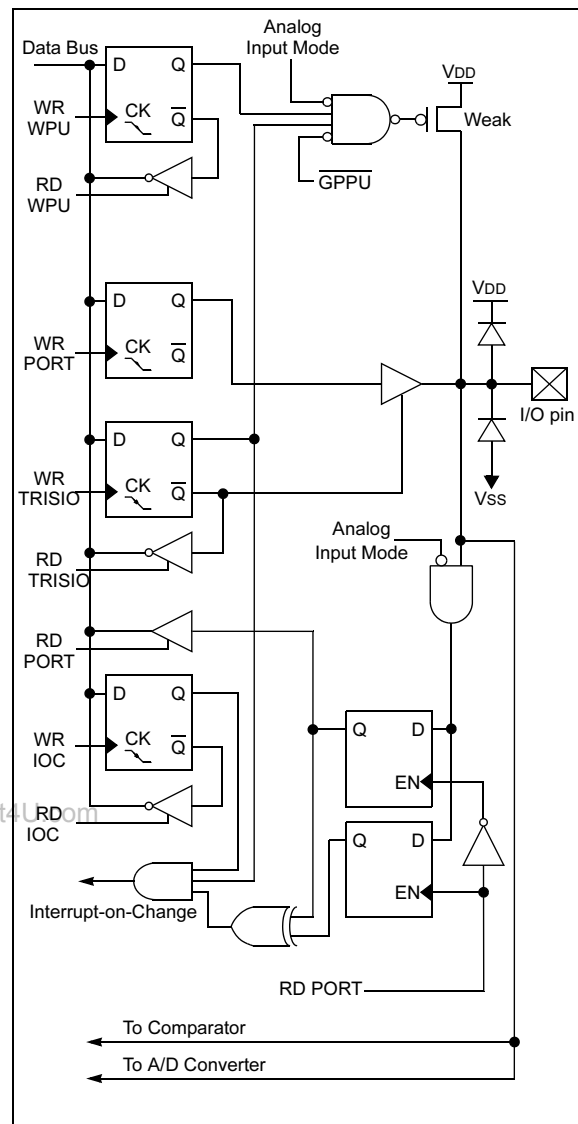 Analog
Input Mode
Data Bus
D Q
VDD
WR
WPU
CK
Q̅
Weak
RD
WPU
G̅P̅P̅U̅
D Q
VDD
WR
PORT
CK
Q̅
I/O pin
D Q
WR
TRISIO
CK
Q̅
VSS
Analog
Input Mode
RD
TRISIO
RD
PORT
D Q
Q D
WR
IOC
CK
Q̅
EN
t4U.com
RD
IOC
Q D
Interrupt-on-Change
EN
RD PORT
To Comparator
To A/D Converter